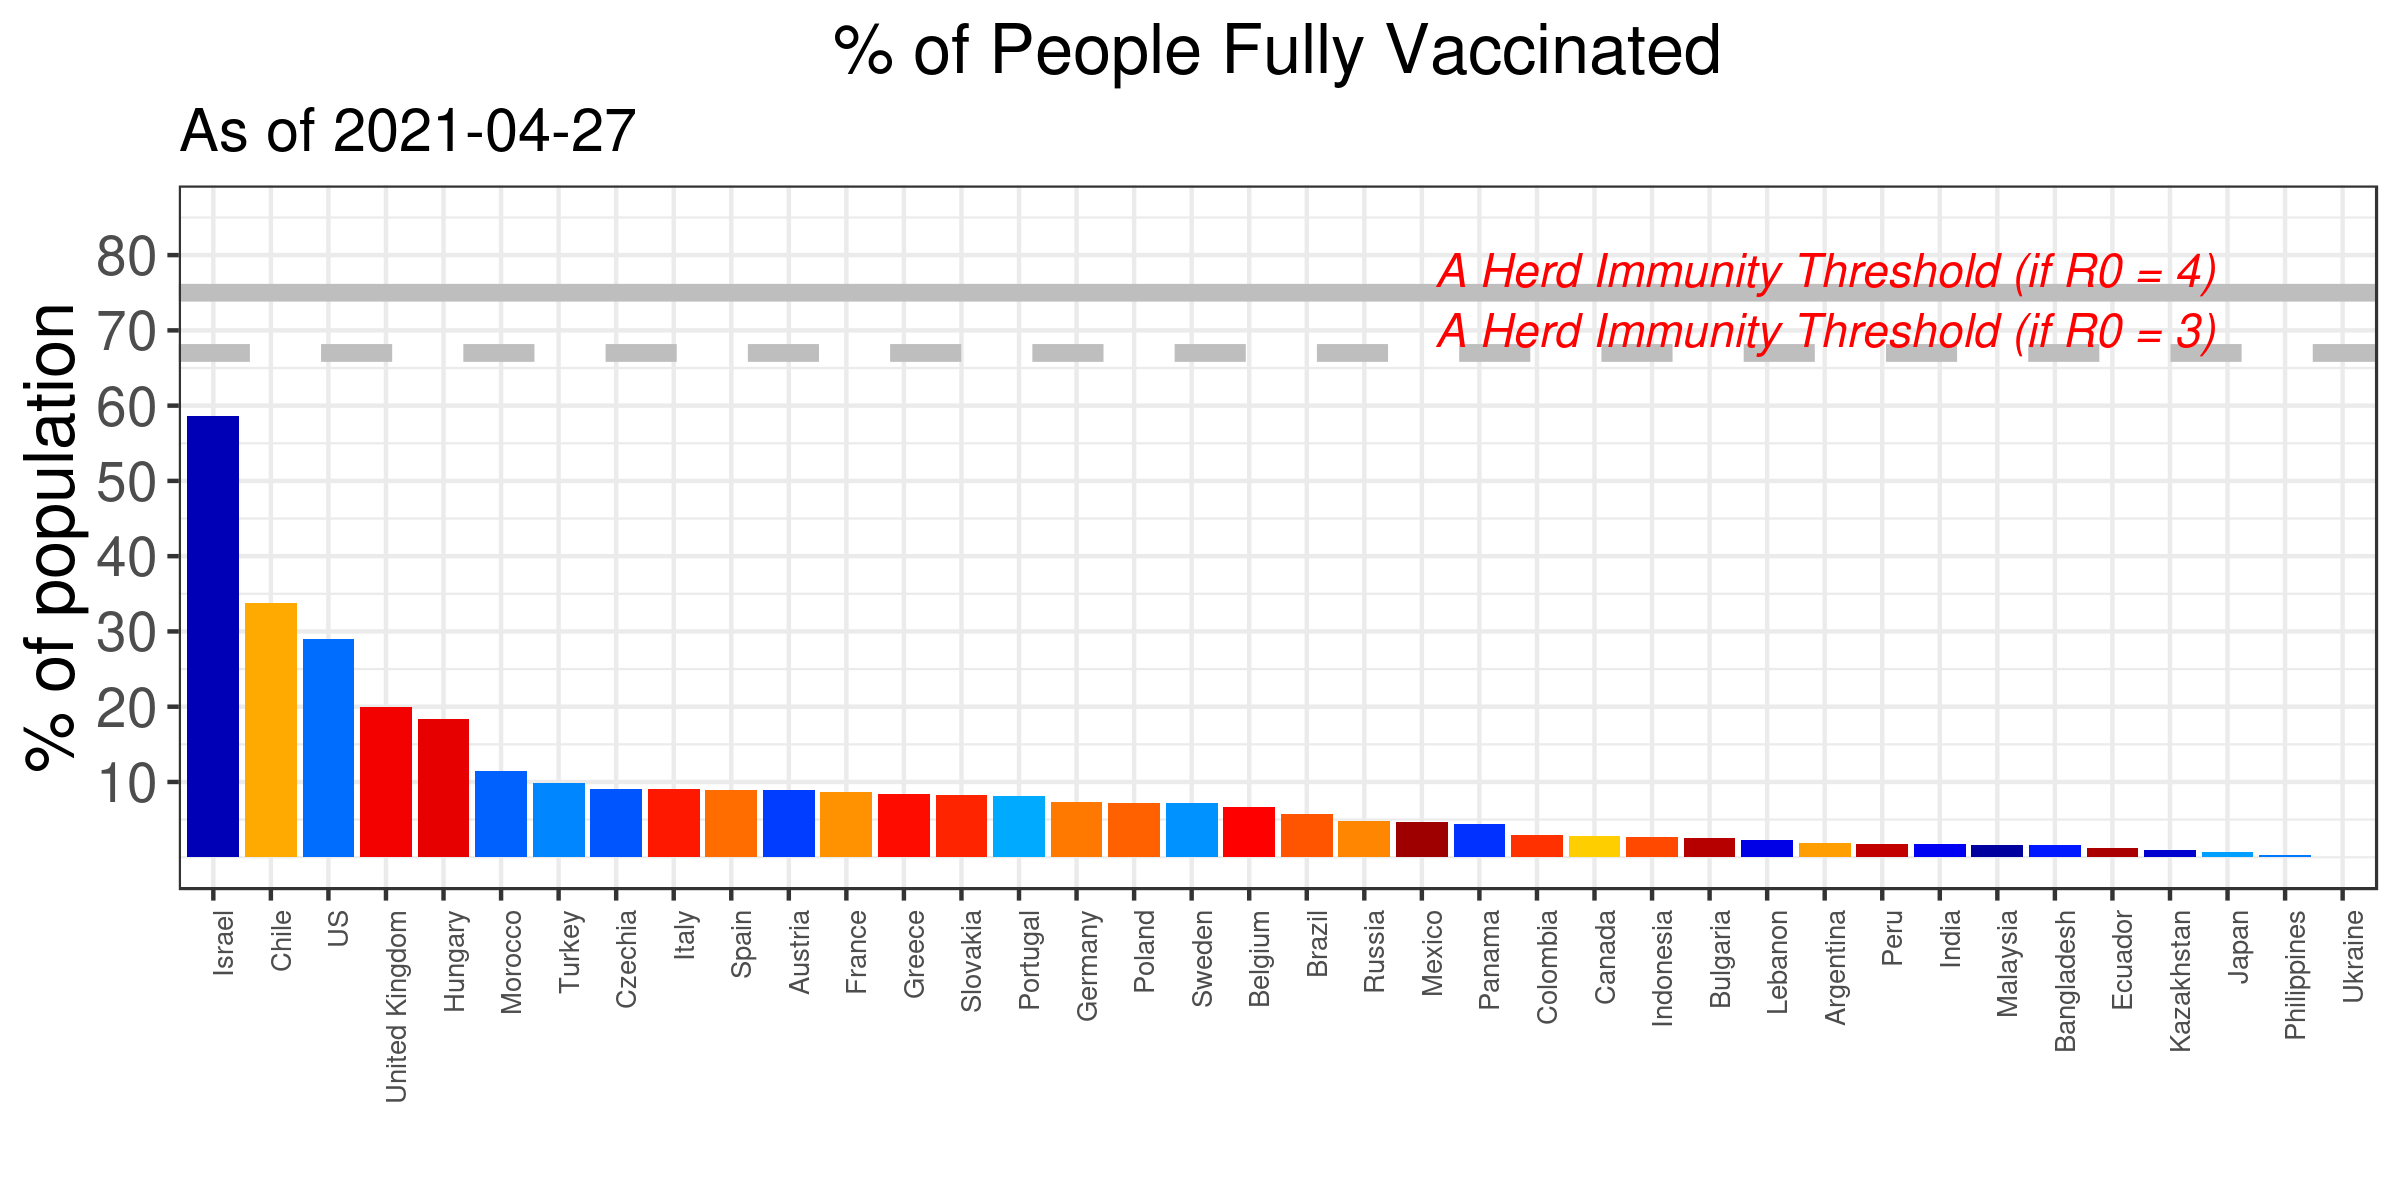 % of People Fully Vaccinated
As of 2021-04-27
% of population
80
70
60
50
40
30
20
10
A Herd Immunity Threshold (if R0 = 4)
A Herd Immunity Threshold (if R0 = 3)
Israel
Chile
US
United Kingdom
Hungary
Morocco
Turkey
Czechia
Italy
Spain
Austria
France
Greece
Slovakia
Portugal
Germany
Poland
Sweden
Belgium
Brazil
Russia
Mexico
Panama
Colombia
Canada
Indonesia
Bulgaria
Lebanon
Argentina
Peru
India
Malaysia
Bangladesh
Ecuador
Kazakhstan
Japan
Philippines
Ukraine